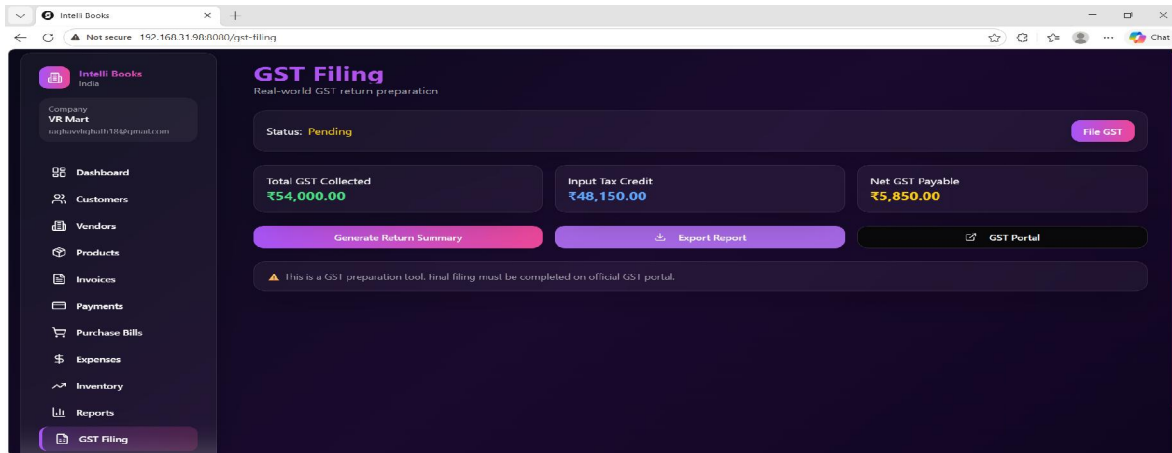 Intelli Books
Not secure 192.168.31.98:8080/gst-filing
Chat
Intelli Books
India
Company
VR Mart
Dashboard
Customers
Vendors
Products
Invoices
Payments
Purchase Bills
Expenses
Inventory
Reports
GST Filing
GST Filing
Real-world GST return preparation
Status: Pending
File GST
Total GST Collected
₹54,000.00
Input Tax Credit
₹48,150.00
Net GST Payable
₹5,850.00
Generate Return Summary
Export Report
GST Portal
This is a GST preparation tool. Final filing must be completed on official GST portal.